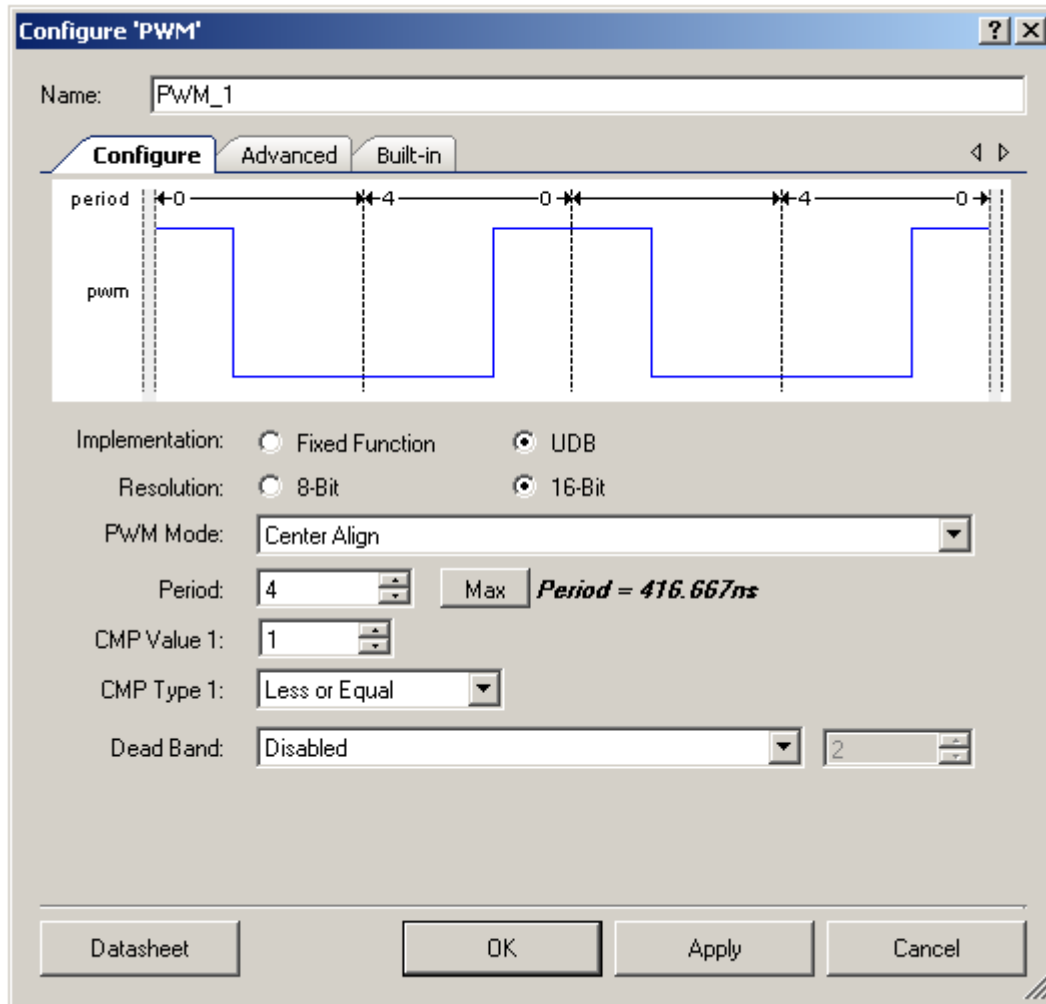 Configure 'PWM'
Name: PWM_1
Configure Advanced Built-in
period 0 4 0 4 0
pwm
Implementation: Fixed Function UDB
Resolution: 8-Bit 16-Bit
PWM Mode: Center Align
Period: 4 Max Period = 416.667ns
CMP Value 1: 1
CMP Type 1: Less or Equal
Dead Band: Disabled 2
Datasheet OK Apply Cancel